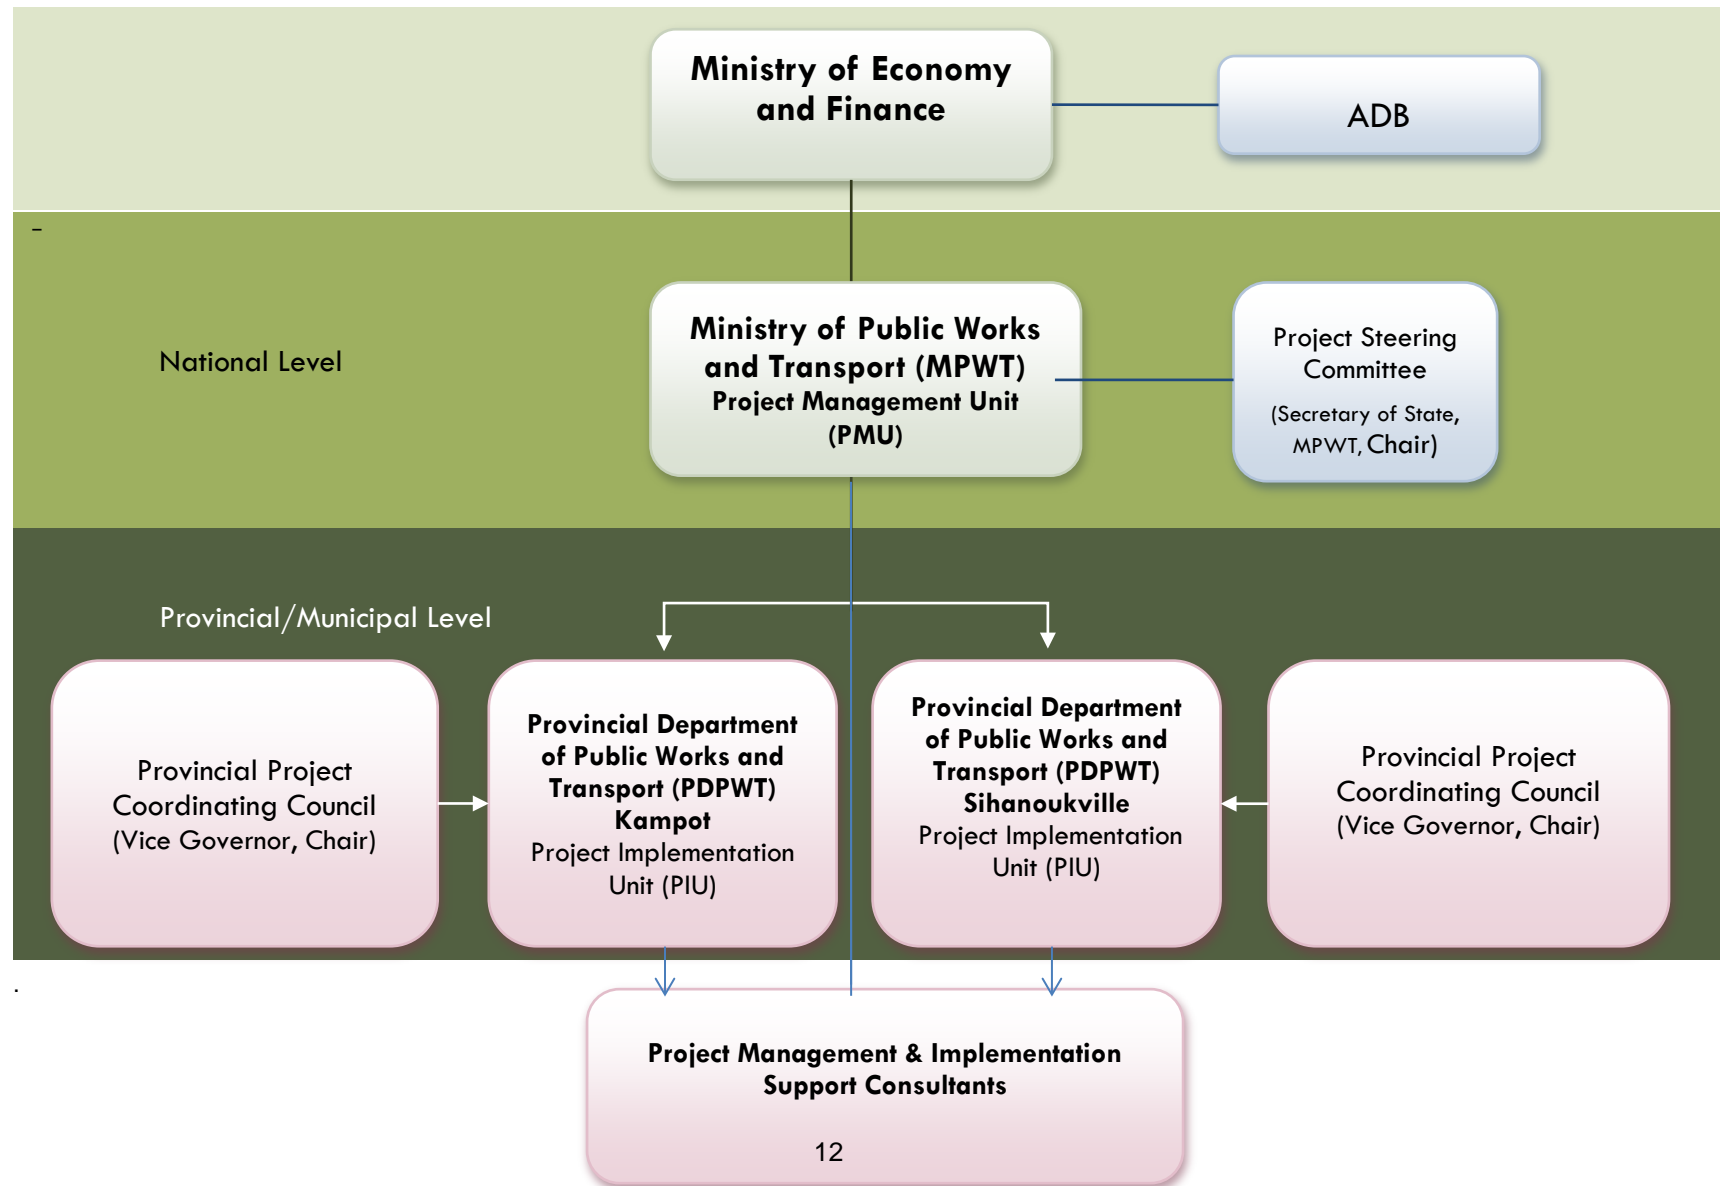 Ministry of Economy
and Finance
ADB
–
National Level
Ministry of Public Works
and Transport (MPWT)
Project Management Unit
(PMU)
Project Steering
Committee
(Secretary of State,
MPWT, Chair)
Provincial/Municipal Level
Provincial Project
Coordinating Council
(Vice Governor, Chair)
Provincial Department
of Public Works and
Transport (PDPWT)
Kampot
Project Implementation
Unit (PIU)
Provincial Department
of Public Works and
Transport (PDPWT)
Sihanoukville
Project Implementation
Unit (PIU)
Provincial Project
Coordinating Council
(Vice Governor, Chair)
.
Project Management & Implementation
Support Consultants
12